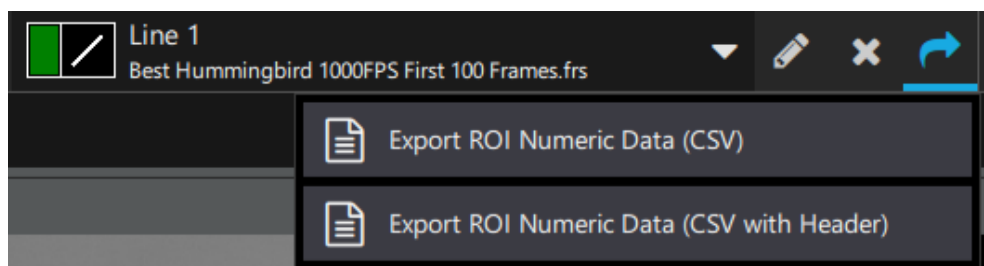 Line 1
Best Hummingbird 1000FPS First 100 Frames.frs
Export ROI Numeric Data (CSV)
Export ROI Numeric Data (CSV with Header)